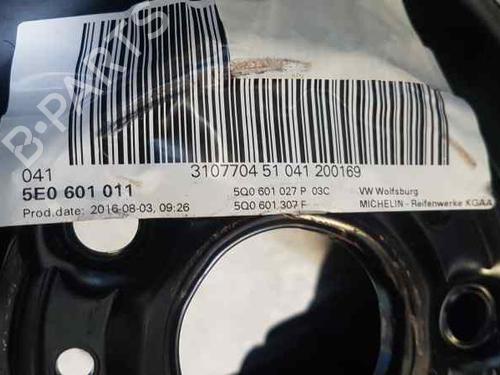 B-PARTS
041 3107704 51 041 200169
5E0 601 011 5Q0 601 027 P 03C VW Wolfsburg
Prod.date: 2016-08-03, 09:26 5Q0 601 307 F MICHELIN - Reifenwerke KGAA